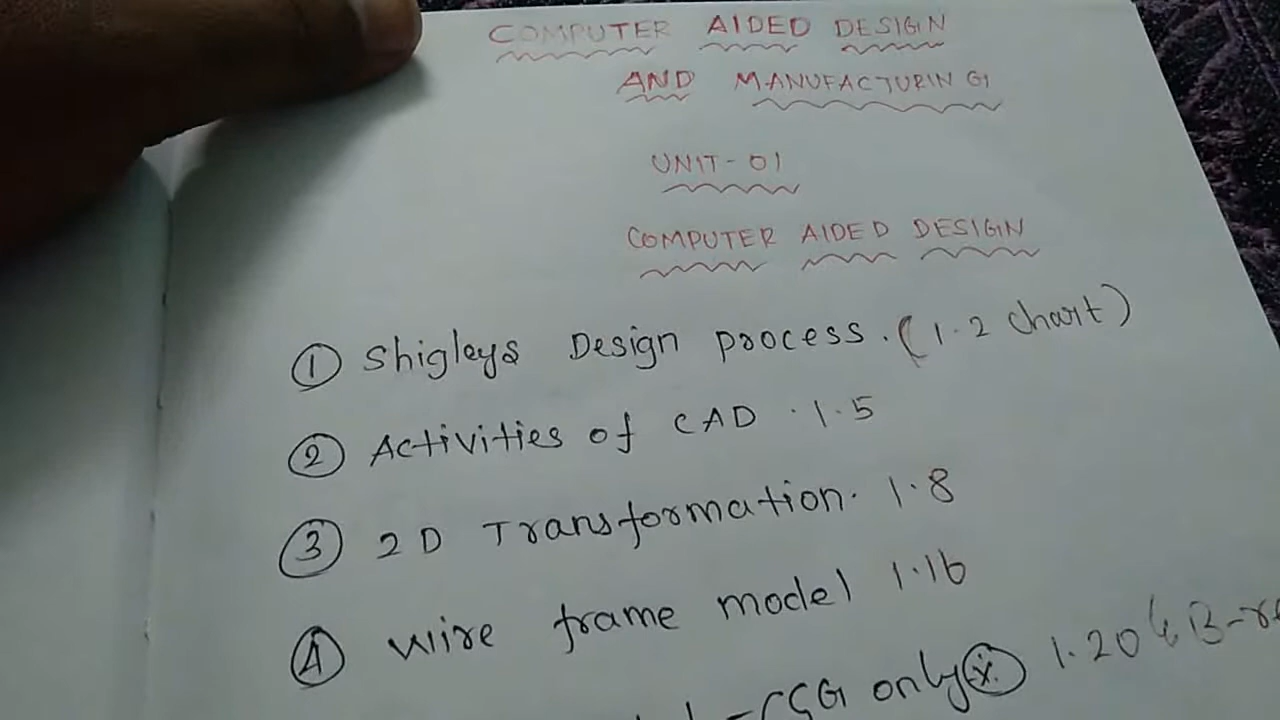 COMPUTER AIDED DESIGN
AND MANUFACTURING
UNIT-01
COMPUTER AIDED DESIGN
① Shigleys Design process. (1.2 chart)
② Activities of CAD. 1.5
③ 2D Transformation. 1.8
④ Wire frame model 1.16
- CSG only 1.20